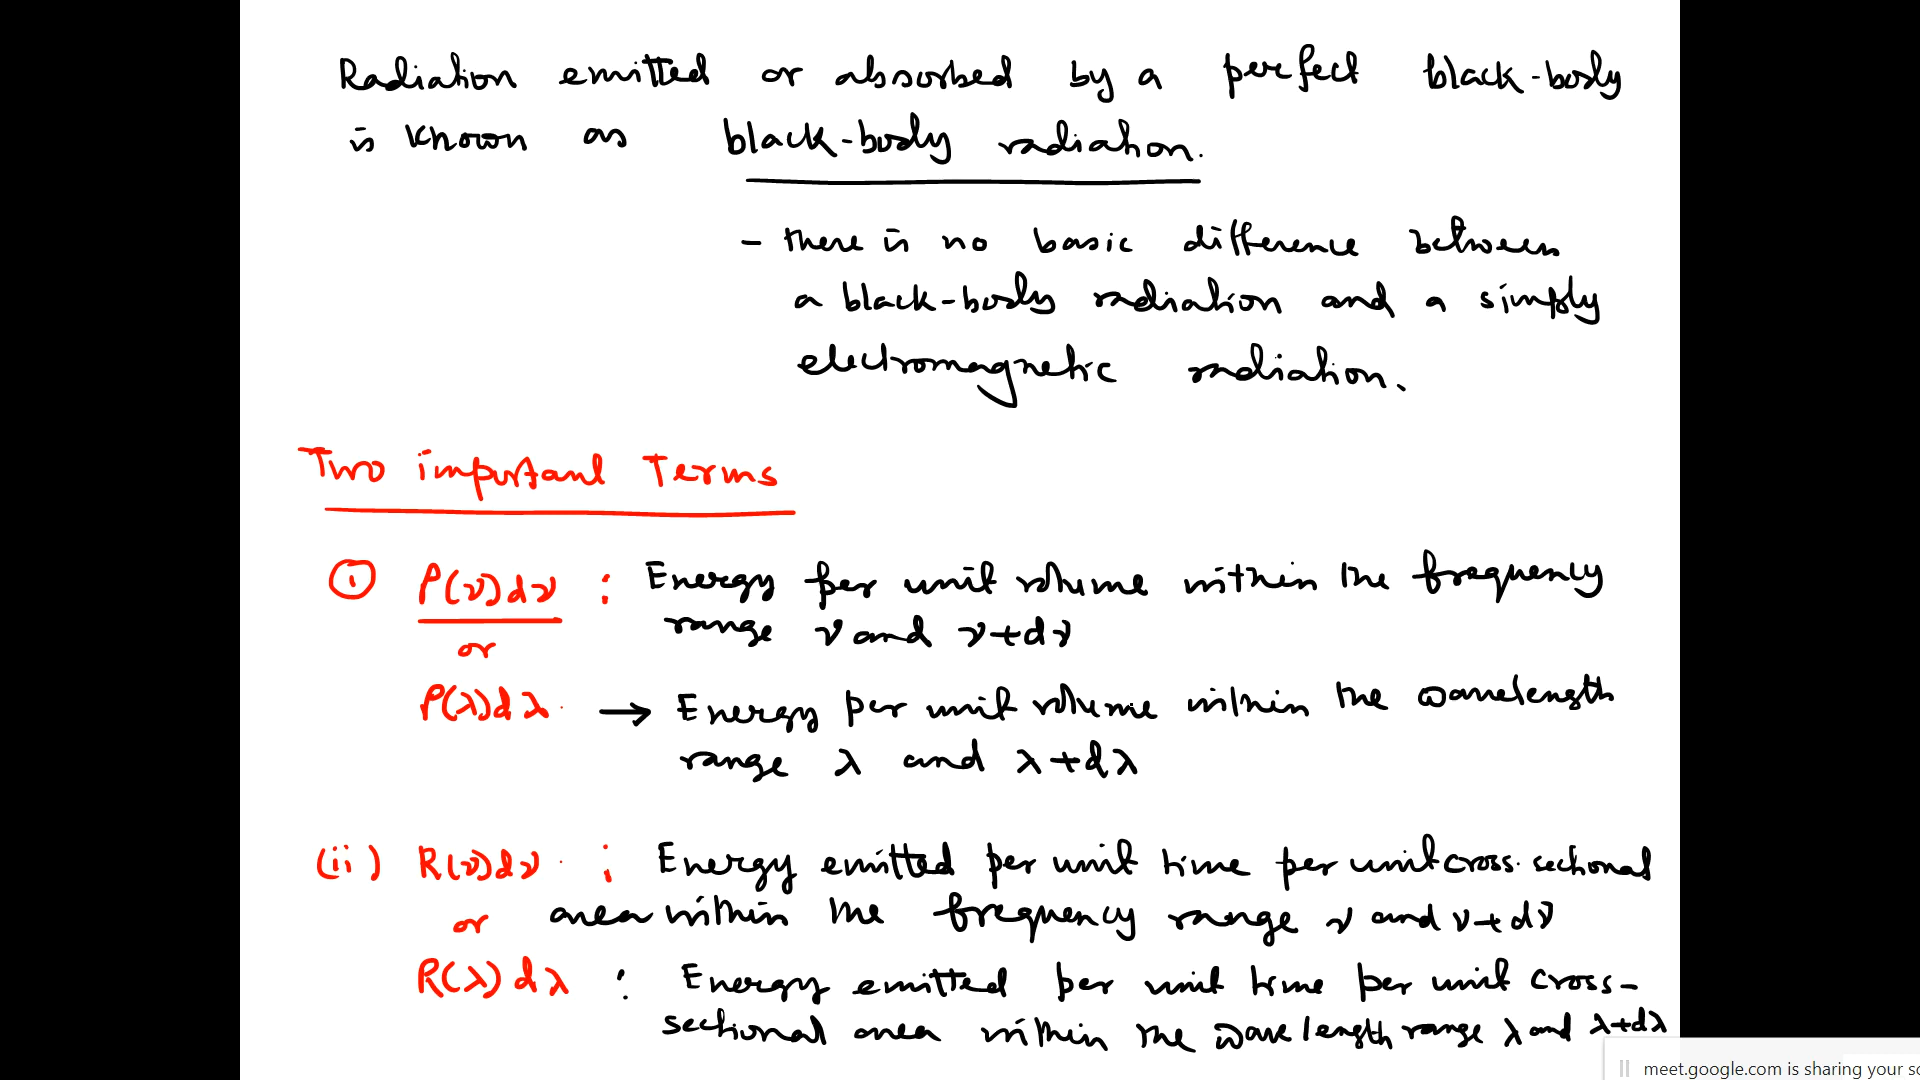 Radiation emitted or absorbed by a perfect black-body
is known as black-body radiation.
- there is no basic difference between
a black-body radiation and a simply
electromagnetic radiation.
Two important Terms
(i) ρ(ν)dν : Energy per unit volume within the frequency
range ν and ν+dν
or
ρ(λ)dλ → Energy per unit volume within the wavelength
range λ and λ+dλ
(ii) R(ν)dν : Energy emitted per unit time per unit cross-sectional
or area within the frequency range ν and ν+dν
R(λ)dλ : Energy emitted per unit time per unit cross-
sectional area within the wavelength range λ and λ+dλ
meet.google.com is sharing your sc